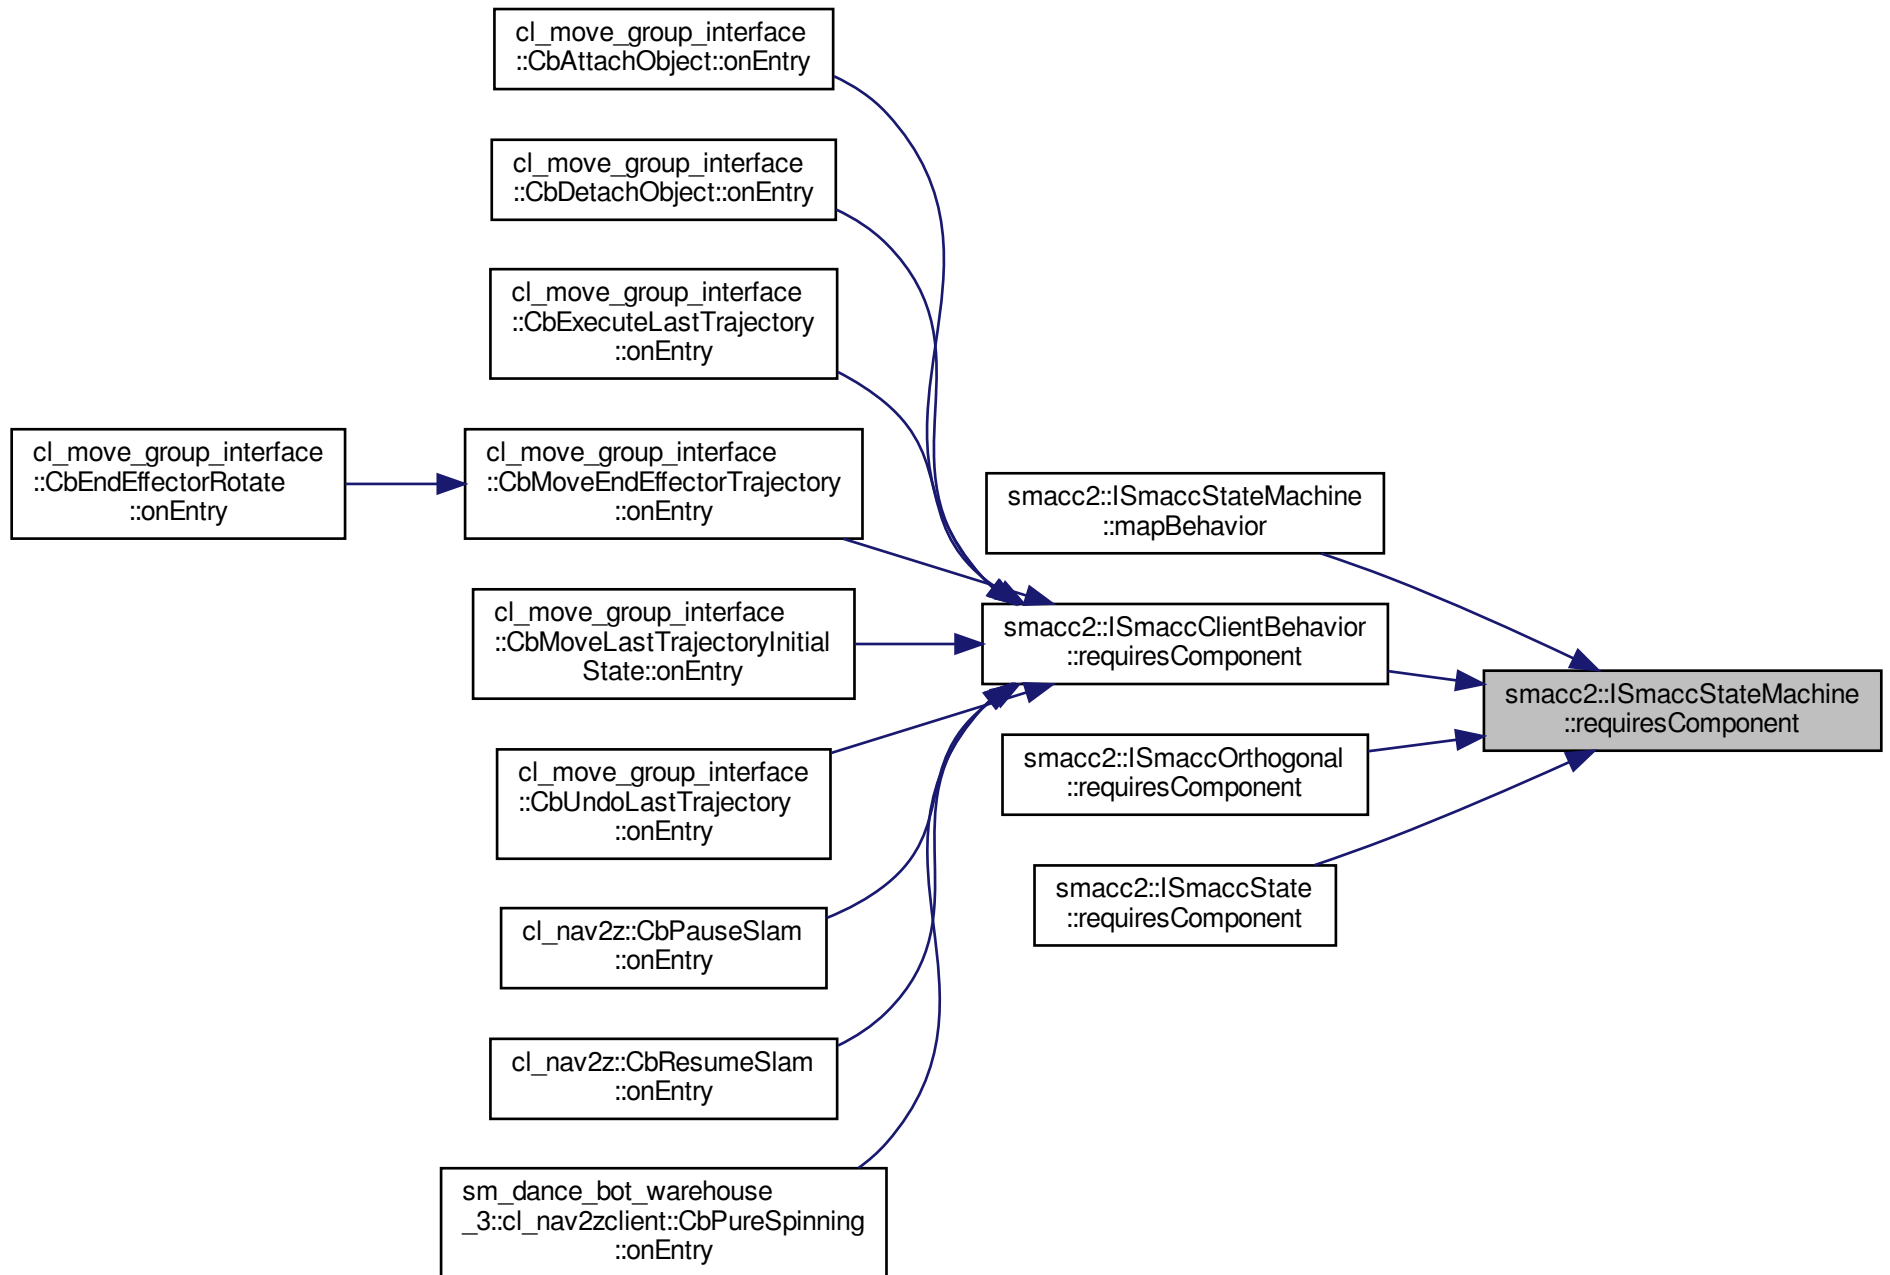 cl_move_group_interface
::CbAttachObject::onEntry
cl_move_group_interface
::CbDetachObject::onEntry
cl_move_group_interface
::CbExecuteLastTrajectory
::onEntry
cl_move_group_interface
::CbEndEffectorRotate
::onEntry
cl_move_group_interface
::CbMoveEndEffectorTrajectory
::onEntry
cl_move_group_interface
::CbMoveLastTrajectoryInitial
State::onEntry
cl_move_group_interface
::CbUndoLastTrajectory
::onEntry
cl_nav2z::CbPauseSlam
::onEntry
cl_nav2z::CbResumeSlam
::onEntry
sm_dance_bot_warehouse
_3::cl_nav2zclient::CbPureSpinning
::onEntry
smacc2::ISmaccStateMachine
::mapBehavior
smacc2::ISmaccClientBehavior
::requiresComponent
smacc2::ISmaccOrthogonal
::requiresComponent
smacc2::ISmaccState
::requiresComponent
smacc2::ISmaccStateMachine
::requiresComponent